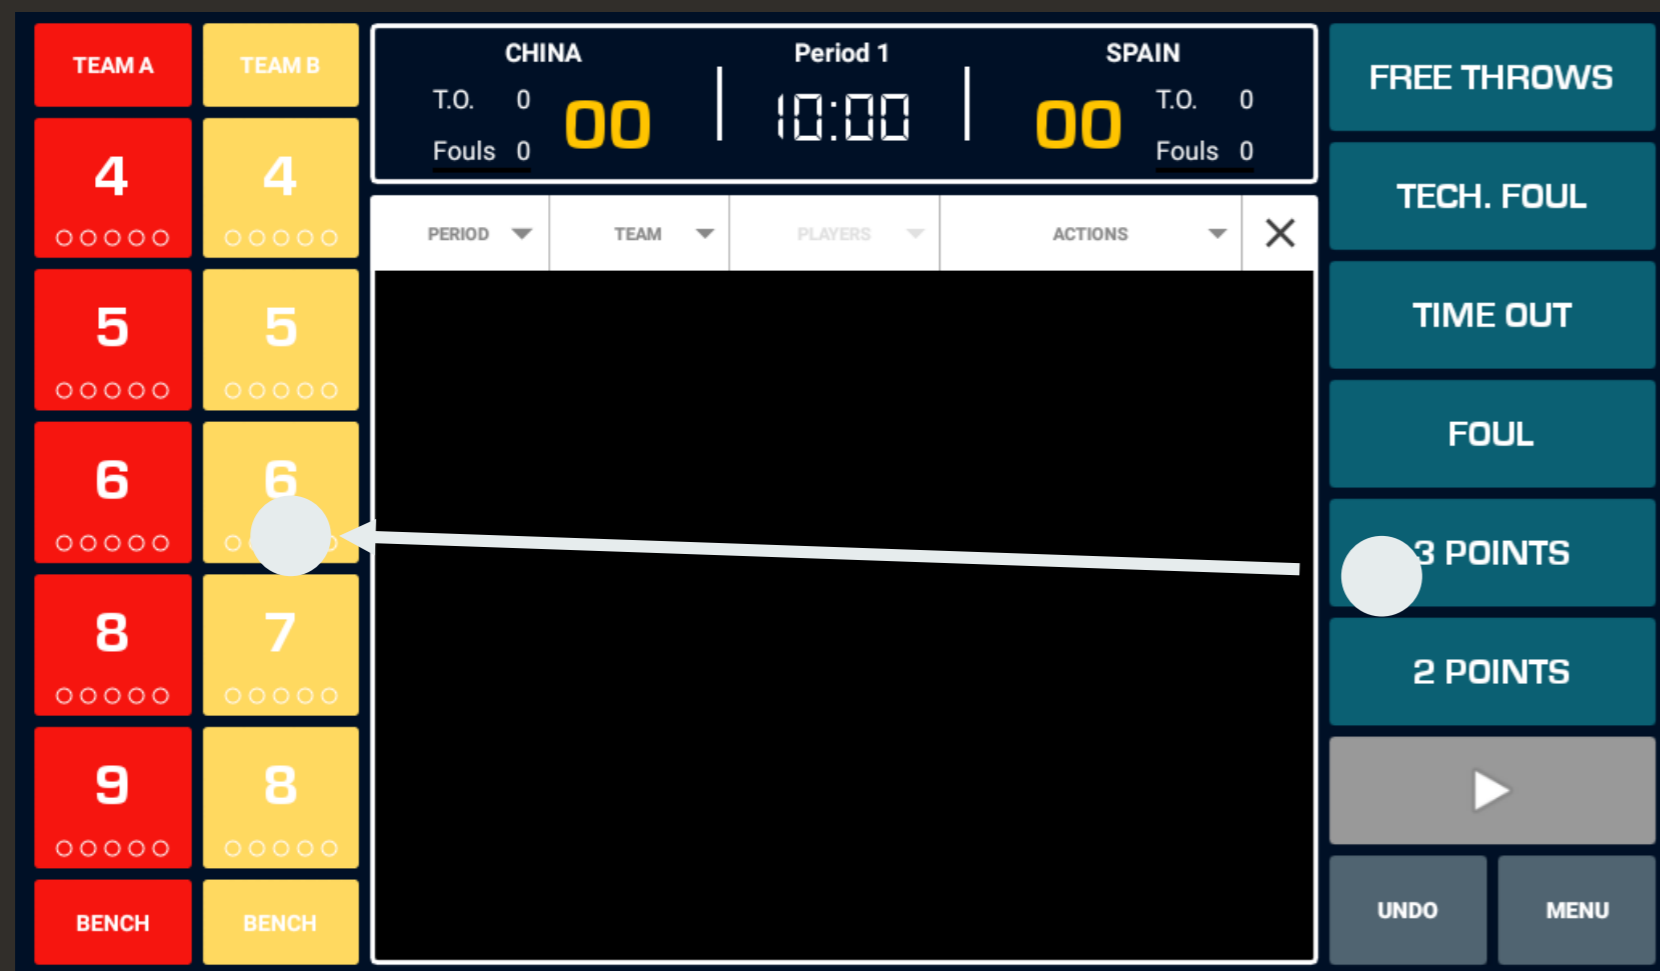 TEAM A
TEAM B
4
4
5
5
6
6
8
7
9
8
BENCH
BENCH
CHINA
T.O. 0
Fouls 0
00
Period 1
10:00
SPAIN
00
T.O. 0
Fouls 0
PERIOD
TEAM
PLAYERS
ACTIONS
FREE THROWS
TECH. FOUL
TIME OUT
FOUL
3 POINTS
2 POINTS
UNDO
MENU